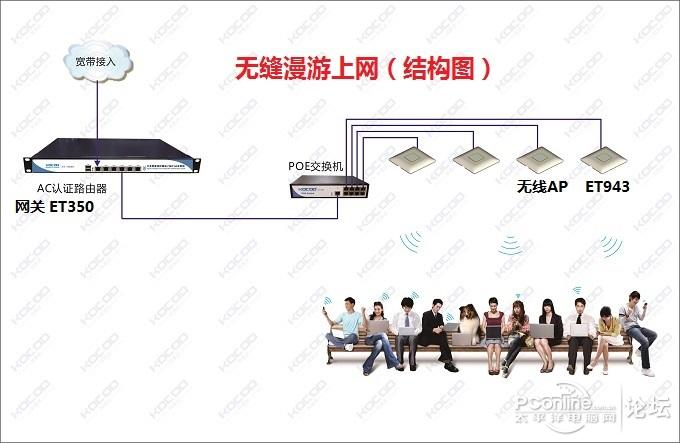 宽带接入
无缝漫游上网（结构图）
KOCOO
AC认证路由器
网关 ET350
POE交换机
KOCOO
无线AP ET943
PConline 论坛
太平洋电脑网